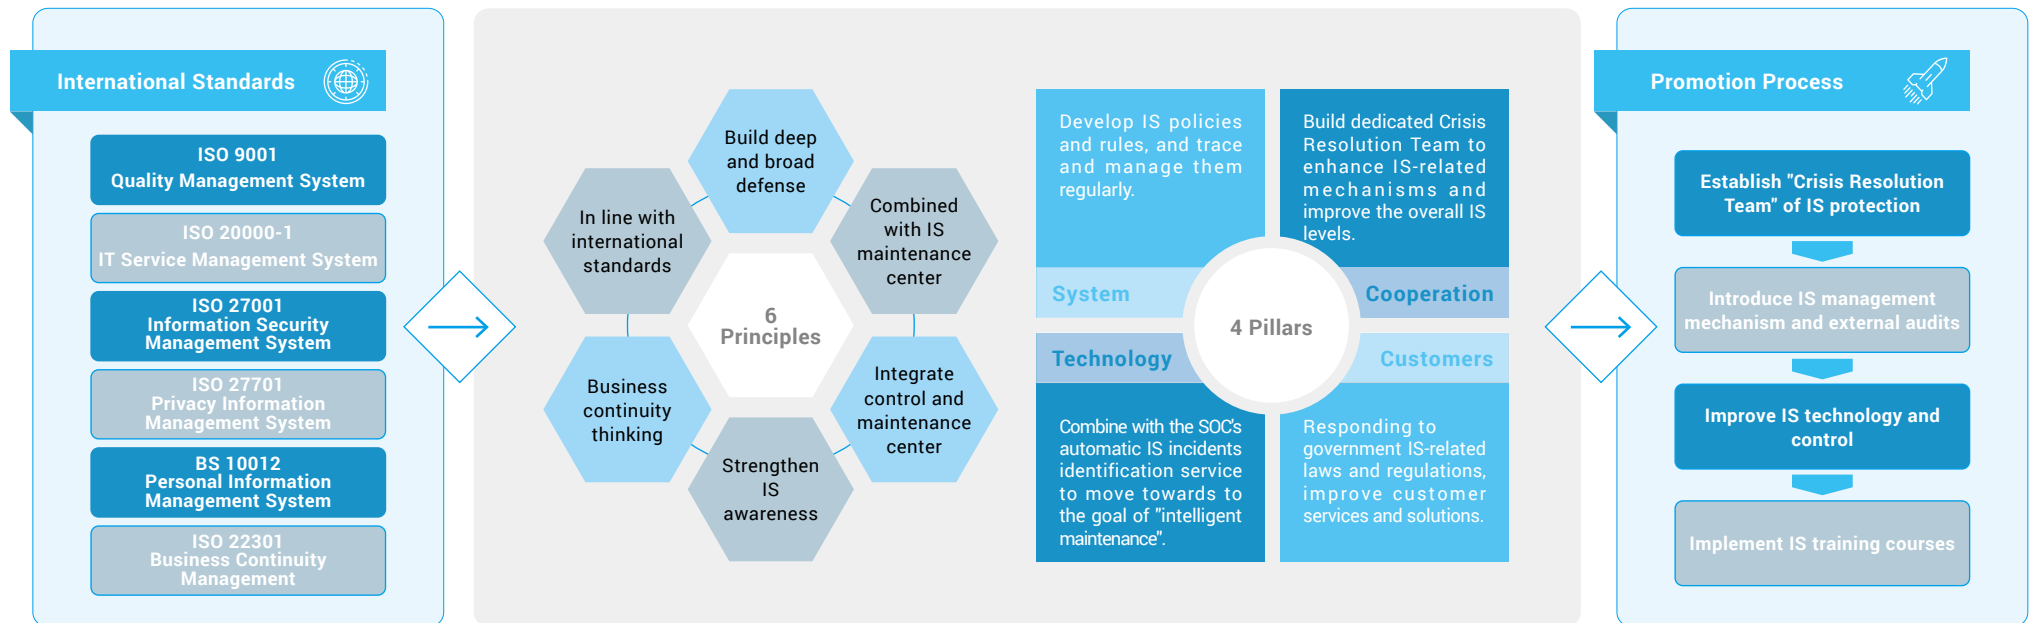 International Standards
ISO 9001
Quality Management System
ISO 20000-1
IT Service Management System
ISO 27001
Information Security
Management System
ISO 27701
Privacy Information
Management System
BS 10012
Personal Information
Management System
ISO 22301
Business Continuity
Management
6
Principles
Build deep
and broad
defense
Combined
with IS
maintenance
center
Integrate
control and
maintenance
center
Strengthen
IS
awareness
Business
continuity
thinking
In line with
international
standards
4 Pillars
Develop IS policies
and rules, and trace
and manage them
regularly.
System
Build dedicated Crisis
Resolution Team to
enhance IS-related
mechanisms and
improve the overall IS
levels.
Cooperation
Technology
Combine with the SOC's
automatic IS incidents
identification service
to move towards to
the goal of "intelligent
maintenance".
Customers
Responding to
government IS-related
laws and regulations,
improve customer
services and solutions.
Promotion Process
Establish "Crisis Resolution
Team" of IS protection
Introduce IS management
mechanism and external audits
Improve IS technology and
control
Implement IS training courses